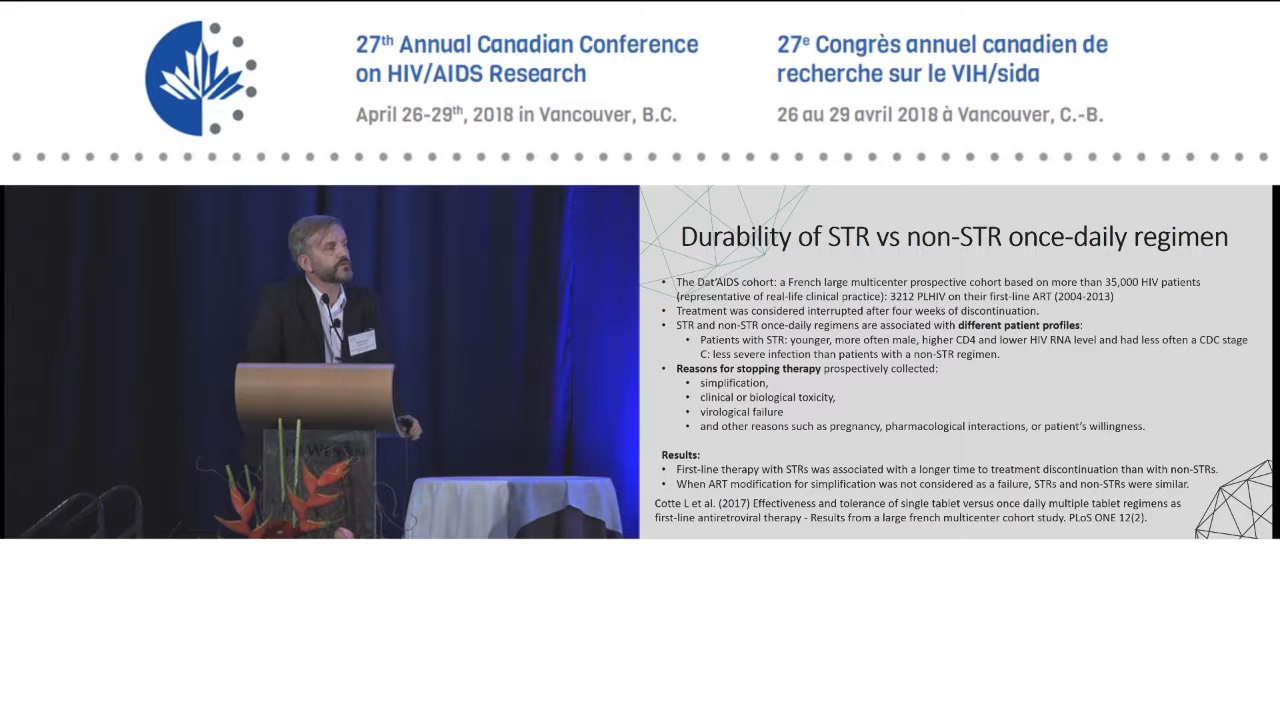 27th Annual Canadian Conference
on HIV/AIDS Research
April 26-29th, 2018 in Vancouver, B.C.
27e Congrès annuel canadien de
recherche sur le VIH/sida
26 au 29 avril 2018 à Vancouver, C.-B.
Durability of STR vs non-STR once-daily regimen
• The Dat'AIDS cohort: a French large multicenter prospective cohort based on more than 35,000 HIV patients
(representative of real-life clinical practice): 3212 PLHIV on their first-line ART (2004-2013)
• Treatment was considered interrupted after four weeks of discontinuation.
• STR and non-STR once-daily regimens are associated with different patient profiles:
• Patients with STR: younger, more often male, higher CD4 and lower HIV RNA level and had less often a CDC stage
C: less severe infection than patients with a non-STR regimen.
• Reasons for stopping therapy prospectively collected:
• simplification,
• clinical or biological toxicity,
• virological failure
• and other reasons such as pregnancy, pharmacological interactions, or patient's willingness.
Results:
• First-line therapy with STRs was associated with a longer time to treatment discontinuation than with non-STRs.
• When ART modification for simplification was not considered as a failure, STRs and non-STRs were similar.
Cotte L et al. (2017) Effectiveness and tolerance of single tablet versus once daily multiple tablet regimens as
first-line antiretroviral therapy - Results from a large french multicenter cohort study. PLoS ONE 12(2).